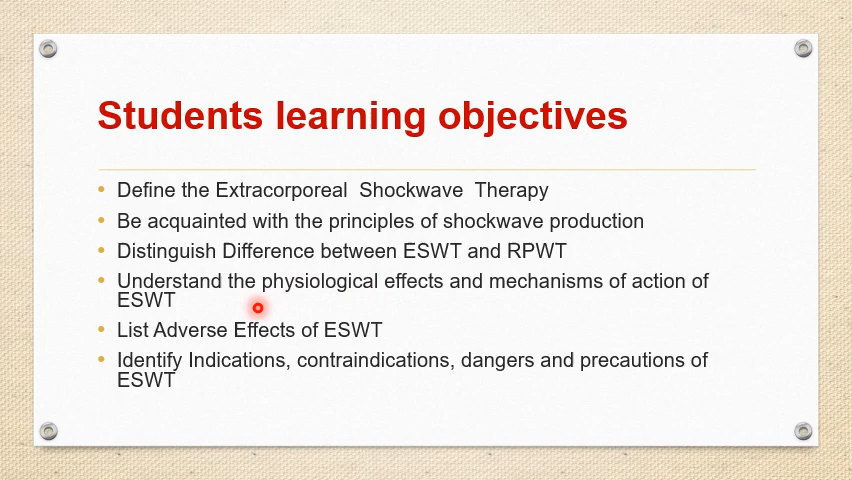 Students learning objectives
• Define the Extracorporeal  Shockwave  Therapy
• Be acquainted with the principles of shockwave production
• Distinguish Difference between ESWT and RPWT
• Understand the physiological effects and mechanisms of action of
ESWT
• List Adverse Effects of ESWT
• Identify Indications, contraindications, dangers and precautions of
ESWT